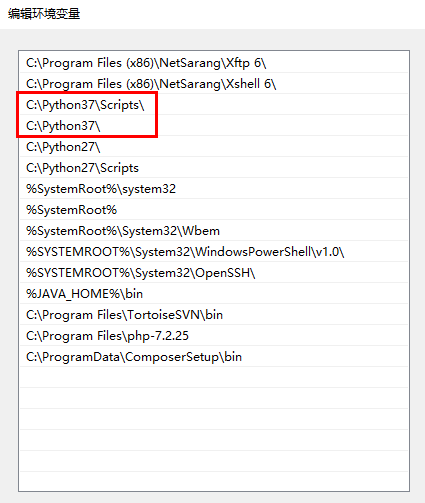 编辑环境变量
C:\Program Files (x86)\NetSarang\Xftp 6\
C:\Program Files (x86)\NetSarang\Xshell 6\
C:\Python37\Scripts\
C:\Python37\
C:\Python27\
C:\Python27\Scripts
%SystemRoot%\system32
%SystemRoot%
%SystemRoot%\System32\Wbem
%SYSTEMROOT%\System32\WindowsPowerShell\v1.0\
%SYSTEMROOT%\System32\OpenSSH\
%JAVA_HOME%\bin
C:\Program Files\TortoiseSVN\bin
C:\Program Files\php-7.2.25
C:\ProgramData\ComposerSetup\bin